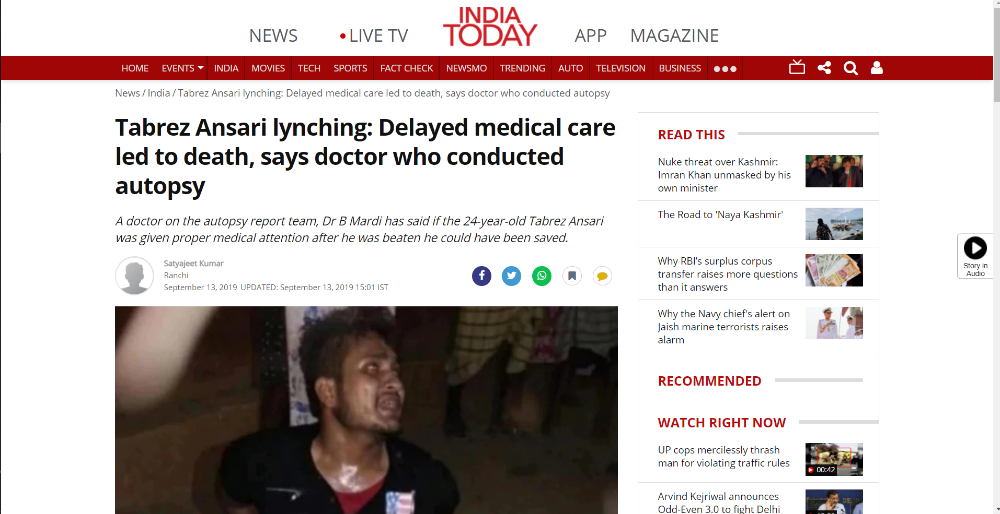 INDIA
TODAY
NEWS
LIVE TV
APP
MAGAZINE
HOME
EVENTS
INDIA
MOVIES
TECH
SPORTS
FACT CHECK
NEWSMO
TRENDING
AUTO
TELEVISION
BUSINESS
News / India / Tabrez Ansari lynching: Delayed medical care led to death, says doctor who conducted autopsy
Tabrez Ansari lynching: Delayed medical care
led to death, says doctor who conducted
autopsy
A doctor on the autopsy report team, Dr B Mardi has said if the 24-year-old Tabrez Ansari
was given proper medical attention after he was beaten he could have been saved.
Satyajeet Kumar
Ranchi
September 13, 2019 UPDATED: September 13, 2019 15:01 IST
READ THIS
Nuke threat over Kashmir:
Imran Khan unmasked by his
own minister
The Road to 'Naya Kashmir'
Why RBI’s surplus corpus
transfer raises more questions
than it answers
Why the Navy chief's alert on
Jaish marine terrorists raises
alarm
RECOMMENDED
WATCH RIGHT NOW
UP cops mercilessly thrash
man for violating traffic rules
00:42
Arvind Kejriwal announces
Odd-Even 3.0 to fight Delhi
Story in
Audio